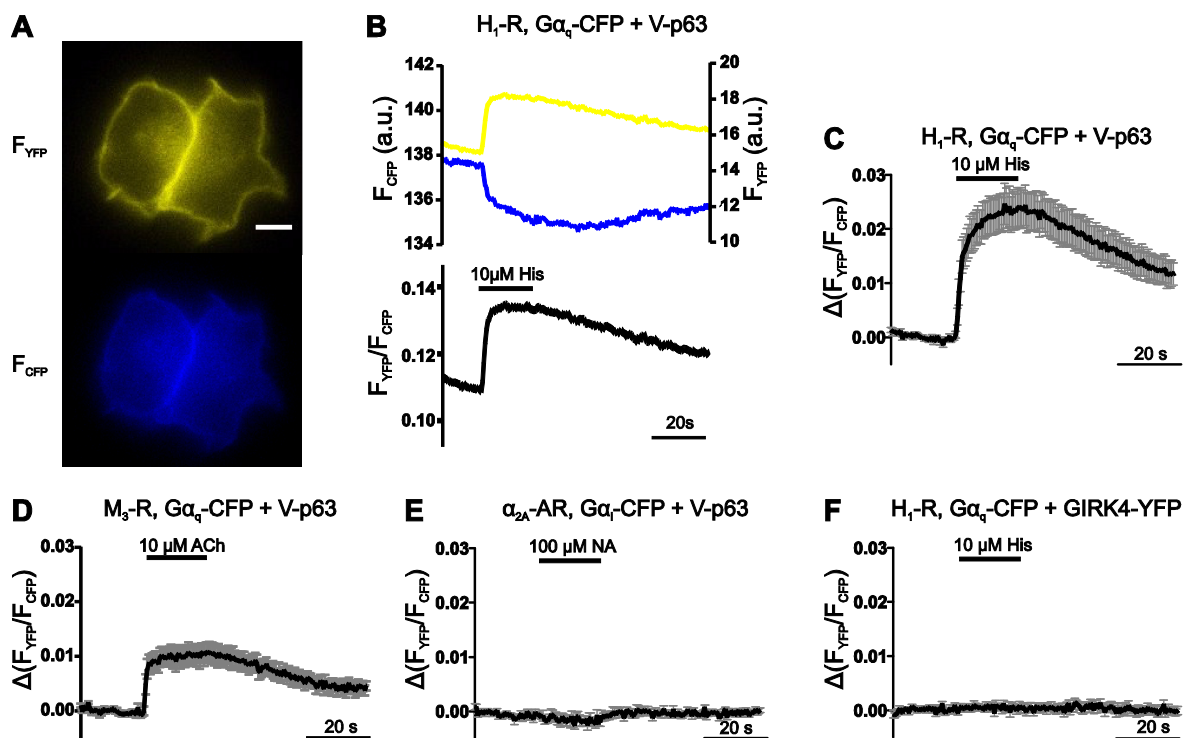 A
F_YFP
F_CFP
B
H₁-R, Gα_q-CFP + V-p63
F_CFP (a.u.)
142
140
138
136
134
F_YFP (a.u.)
20
18
16
14
12
10
F_YFP/F_CFP
10µM His
0.14
0.12
0.10
20s
C
H₁-R, Gα_q-CFP + V-p63
10 µM His
Δ(F_YFP/F_CFP)
0.03
0.02
0.01
0.00
20 s
D
M₃-R, Gα_q-CFP + V-p63
10 µM ACh
Δ(F_YFP/F_CFP)
0.03
0.02
0.01
0.00
20 s
E
α₂A-AR, Gα_i-CFP + V-p63
100 µM NA
Δ(F_YFP/F_CFP)
0.03
0.02
0.01
0.00
20 s
F
H₁-R, Gα_q-CFP + GIRK4-YFP
10 µM His
Δ(F_YFP/F_CFP)
0.03
0.02
0.01
0.00
20 s